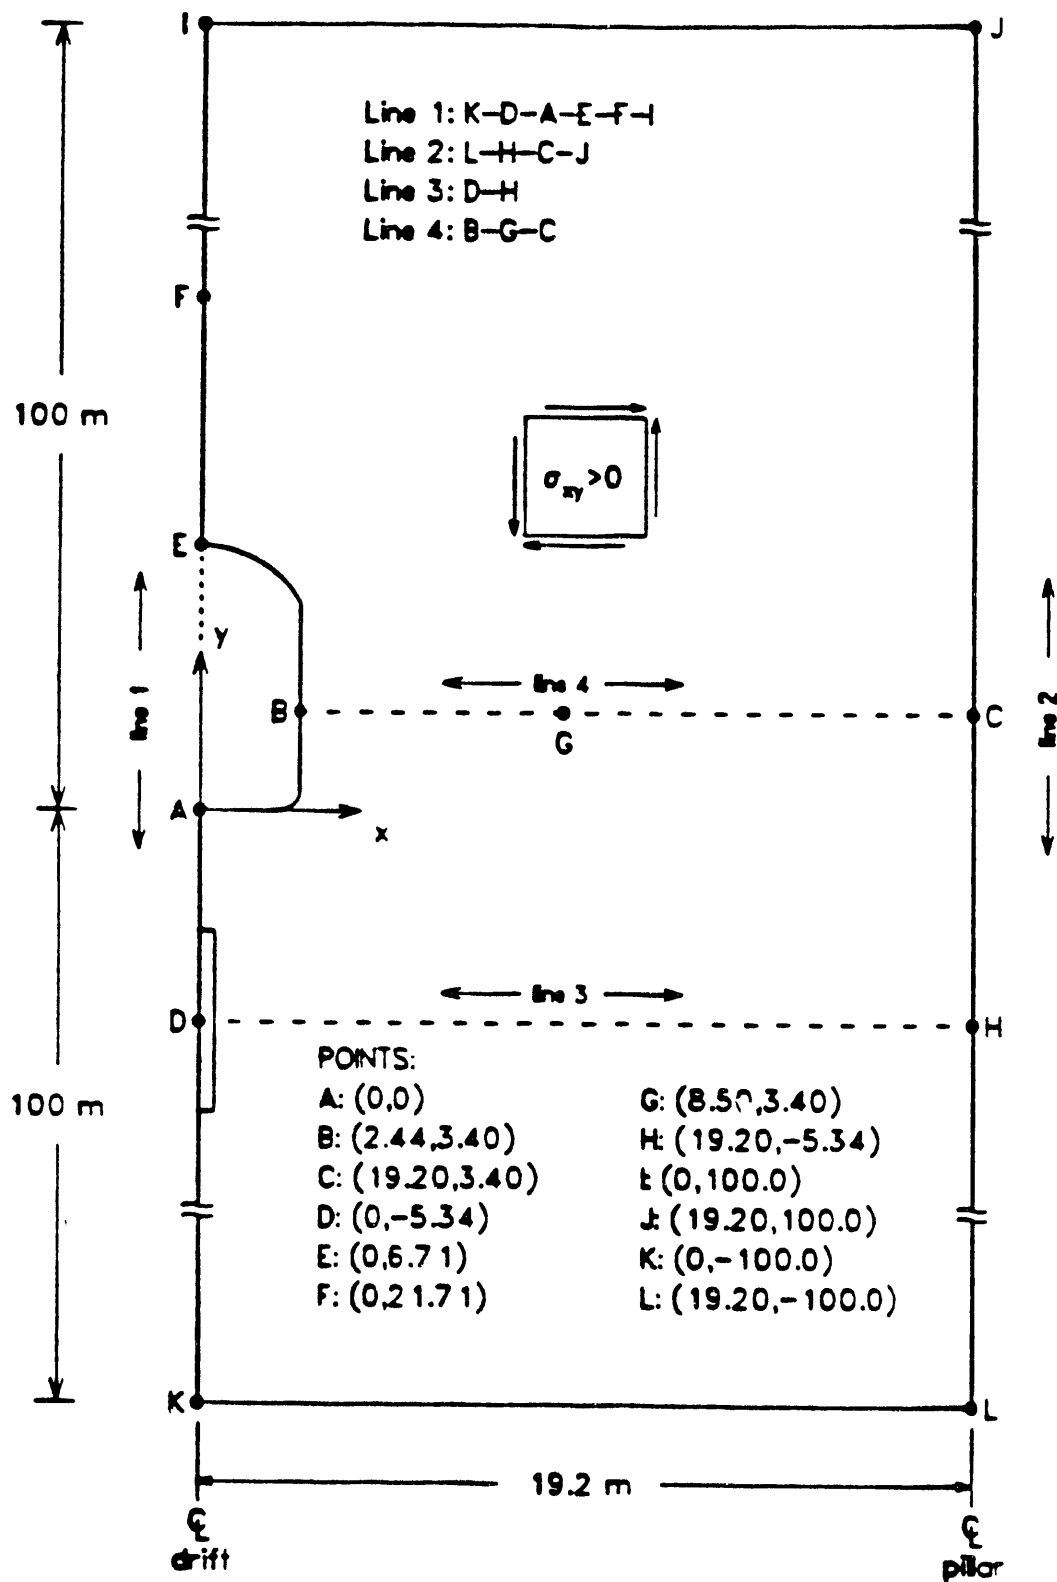 I
J
Line 1: K-D-A-E-F-I
Line 2: L-H-C-J
Line 3: D-H
Line 4: B-G-C
F
100 m
σxy>0
E
y
line 1
line 4
line 2
B
G
C
A
x
line 3
D
H
POINTS:
A: (0,0)
B: (2.44,3.40)
C: (19.20,3.40)
D: (0,-5.34)
E: (0,6.71)
F: (0,21.71)
G: (8.50,3.40)
H: (19.20,-5.34)
I: (0,100.0)
J: (19.20,100.0)
K: (0,-100.0)
L: (19.20,-100.0)
100 m
K
L
19.2 m
℄
drift
℄
pillar